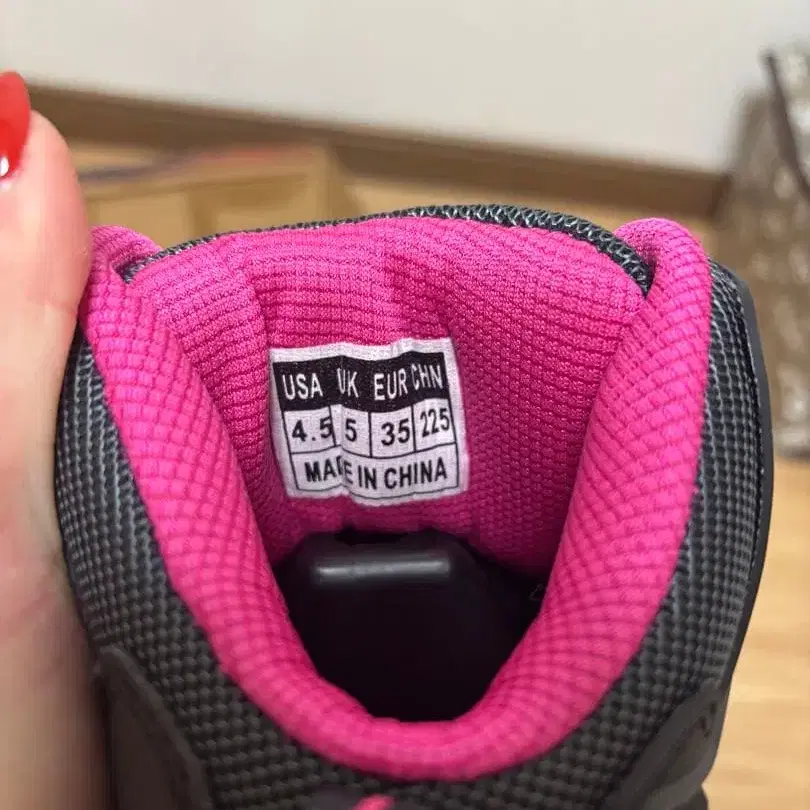 USA UK EUR CHN
4.5 5 35 225
MADE IN CHINA